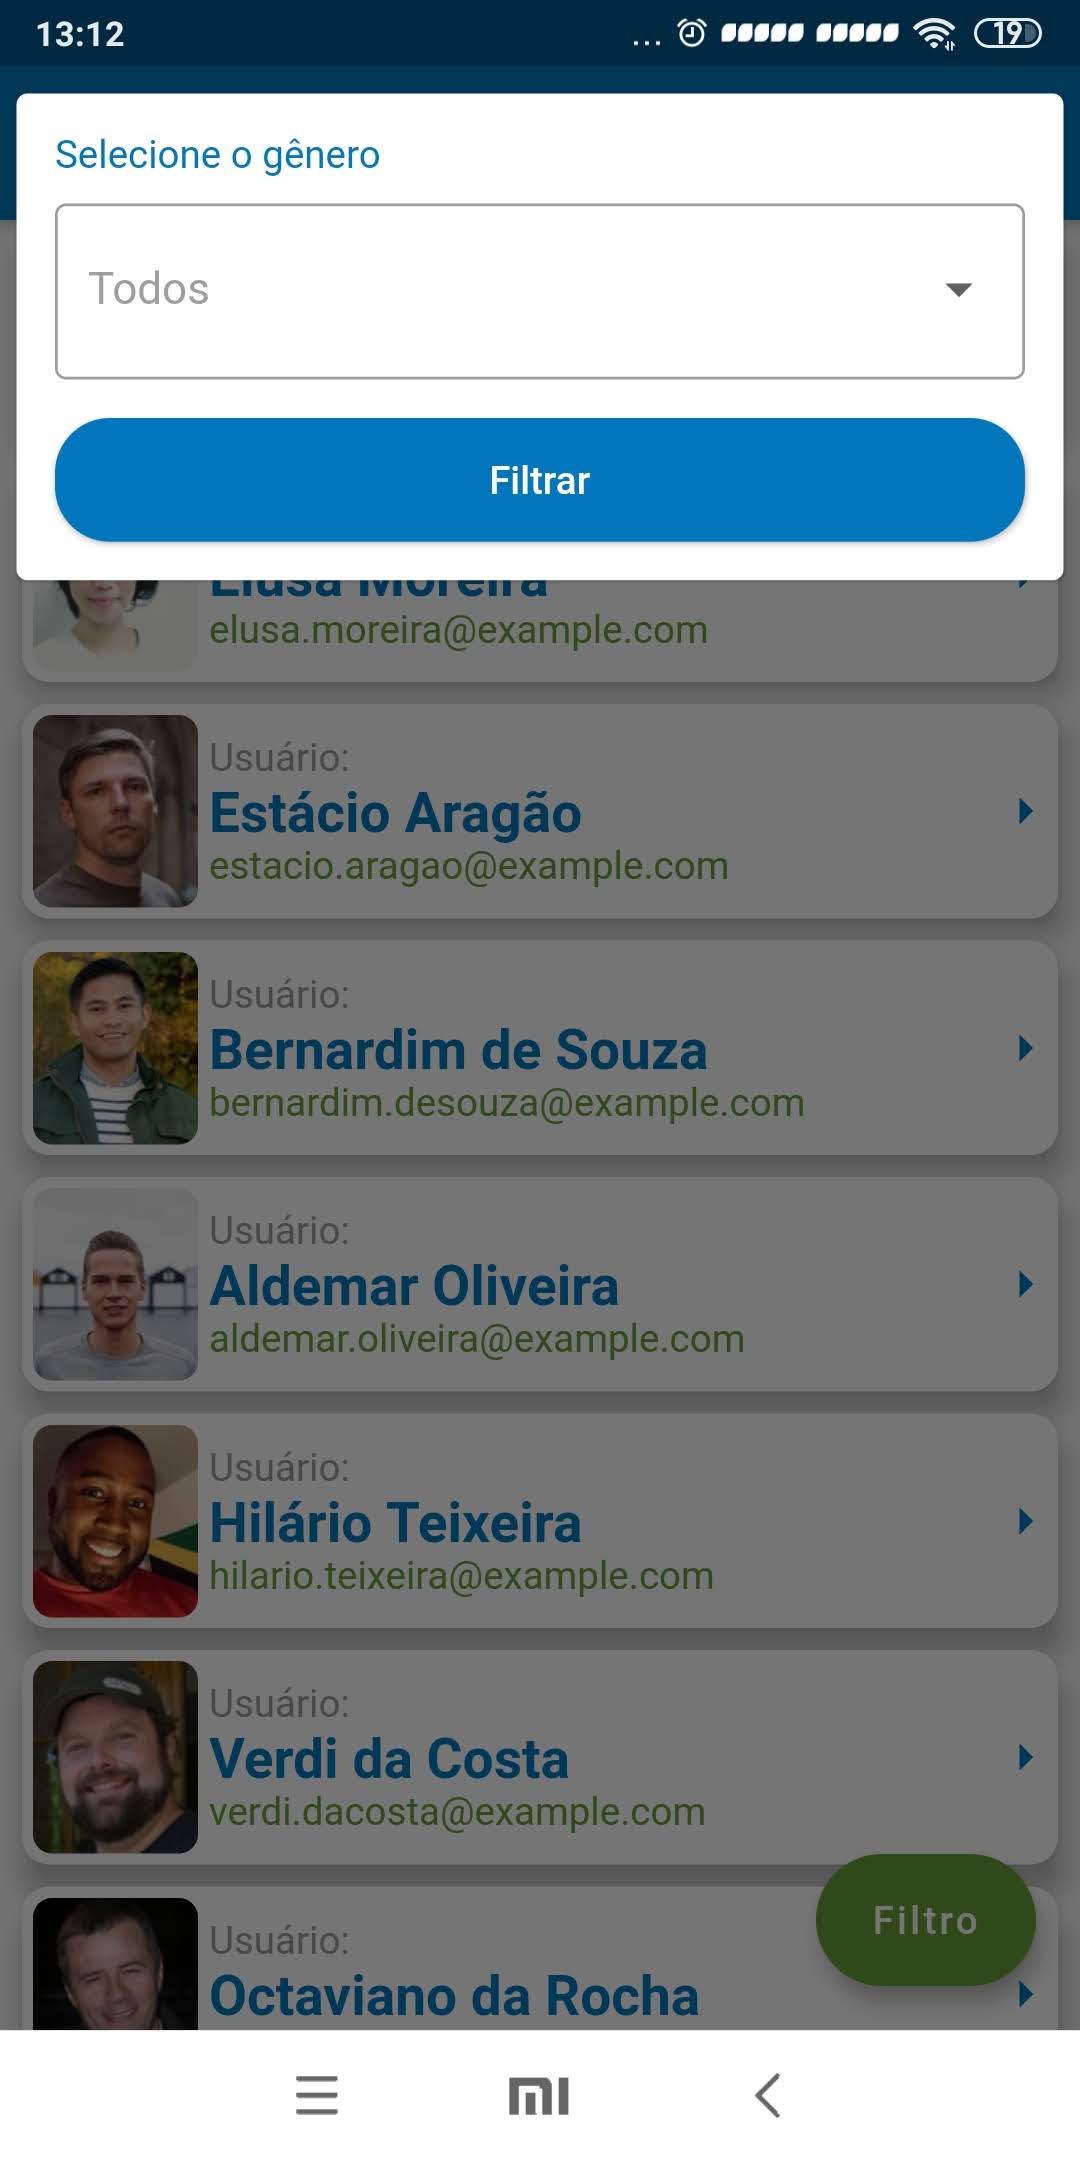 13:12
... 19
Selecione o gênero
Todos
Filtrar
Elusa Moreira
elusa.moreira@example.com
Usuário:
Estácio Aragão
estacio.aragao@example.com
Usuário:
Bernardim de Souza
bernardim.desouza@example.com
Usuário:
Aldemar Oliveira
aldemar.oliveira@example.com
Usuário:
Hilário Teixeira
hilario.teixeira@example.com
Usuário:
Verdi da Costa
verdi.dacosta@example.com
Filtro
Usuário:
Octaviano da Rocha